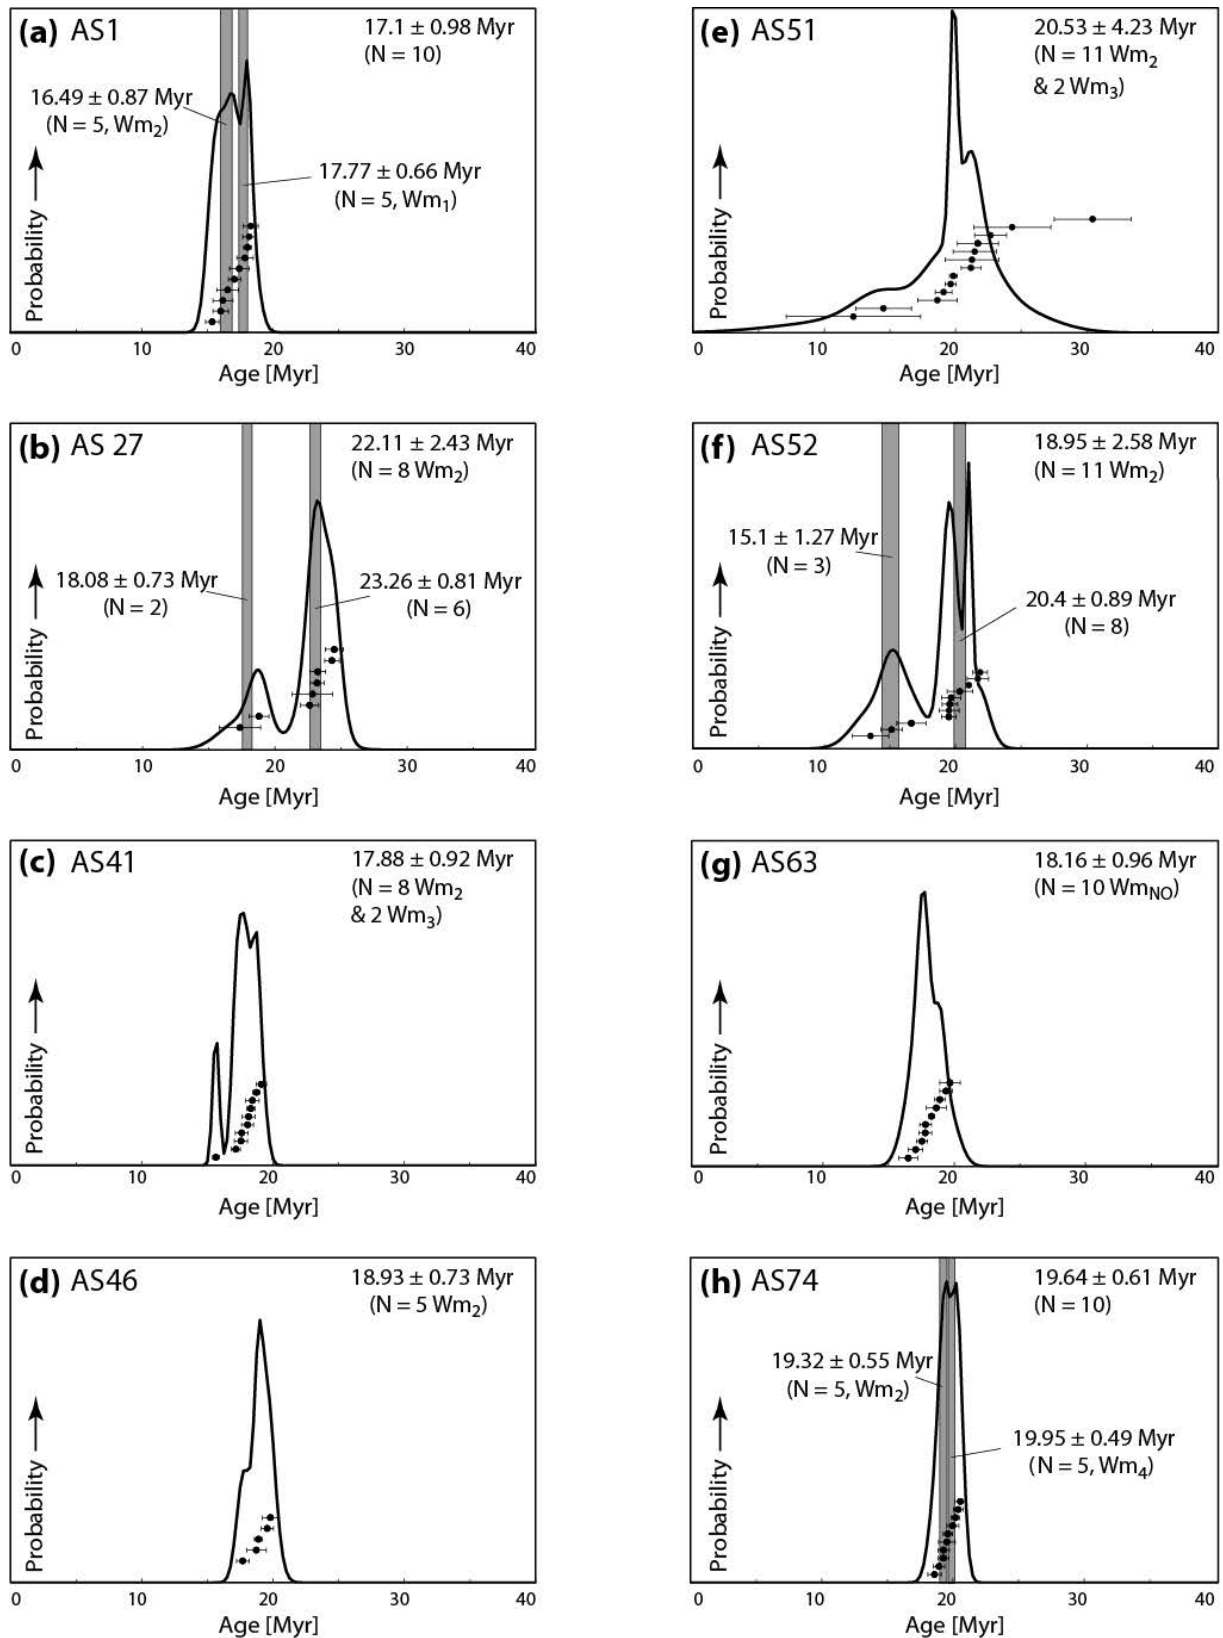 (a) AS1
17.1 ± 0.98 Myr
(N = 10)
16.49 ± 0.87 Myr
(N = 5, Wm2)
17.77 ± 0.66 Myr
(N = 5, Wm1)
Probability
0 20 30 40
Age [Myr]
(e) AS51
20.53 ± 4.23 Myr
(N = 11 Wm2
& 2 Wm3)
Probability
0 10 20 30 40
Age [Myr]
(b) AS 27
22.11 ± 2.43 Myr
(N = 8 Wm2)
18.08 ± 0.73 Myr
(N = 2)
23.26 ± 0.81 Myr
(N = 6)
Probability
0 10 20 30 40
Age [Myr]
(f) AS52
18.95 ± 2.58 Myr
(N = 11 Wm2)
15.1 ± 1.27 Myr
(N = 3)
20.4 ± 0.89 Myr
(N = 8)
Probability
0 10 20 30 40
Age [Myr]
(c) AS41
17.88 ± 0.92 Myr
(N = 8 Wm2
& 2 Wm3)
Probability
0 10 20 30 40
Age [Myr]
(g) AS63
18.16 ± 0.96 Myr
(N = 10 WmNO)
Probability
0 10 20 30 40
Age [Myr]
(d) AS46
18.93 ± 0.73 Myr
(N = 5 Wm2)
Probability
0 10 20 30 40
Age [Myr]
(h) AS74
19.64 ± 0.61 Myr
(N = 10)
19.32 ± 0.55 Myr
(N = 5, Wm2)
19.95 ± 0.49 Myr
(N = 5, Wm4)
Probability
0 10 20 30 40
Age [Myr]